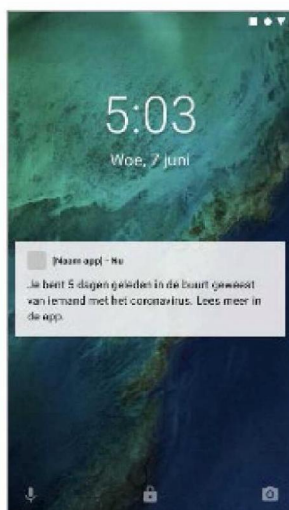 5:03
Woe, 7 juni
[Naam app] - Nu
Je bent 5 dagen geleden in de buurt geweest
van iemand met het coronavirus. Lees meer in
de app.